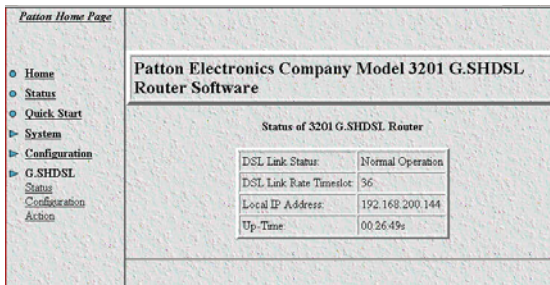 Patton Home Page
Home
Status
Quick Start
System
Configuration
G.SHDSL
Status
Configuration
Action
Patton Electronics Company Model 3201 G.SHDSL
Router Software
Status of 3201 G.SHDSL Router
DSL Link Status: Normal Operation
DSL Link Rate Timeslot: 36
Local IP Address: 192.168.200.144
Up-Time: 00:26:49s